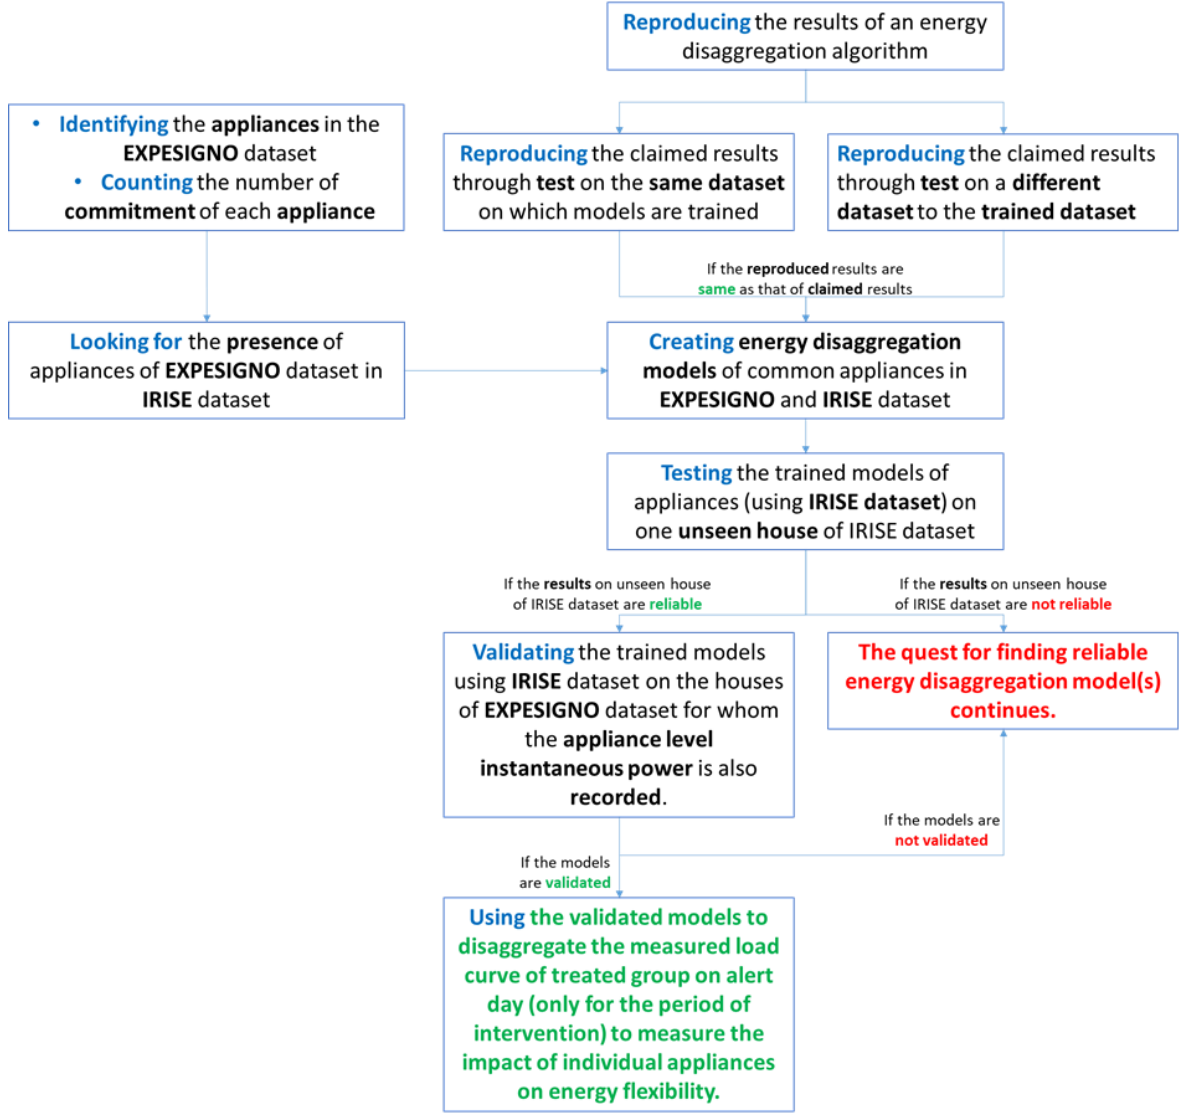 Reproducing the results of an energy
disaggregation algorithm
• Identifying the appliances in the
EXPESIGNO dataset
• Counting the number of
commitment of each appliance
Reproducing the claimed results
through test on the same dataset
on which models are trained
Reproducing the claimed results
through test on a different
dataset to the trained dataset
If the reproduced results are
same as that of claimed results
Looking for the presence of
appliances of EXPESIGNO dataset in
IRISE dataset
Creating energy disaggregation
models of common appliances in
EXPESIGNO and IRISE dataset
Testing the trained models of
appliances (using IRISE dataset) on
one unseen house of IRISE dataset
If the results on unseen house
of IRISE dataset are reliable
If the results on unseen house
of IRISE dataset are not reliable
Validating the trained models
using IRISE dataset on the houses
of EXPESIGNO dataset for whom
the appliance level
instantaneous power is also
recorded.
The quest for finding reliable
energy disaggregation model(s)
continues.
If the models are
not validated
If the models
are validated
Using the validated models to
disaggregate the measured load
curve of treated group on alert
day (only for the period of
intervention) to measure the
impact of individual appliances
on energy flexibility.